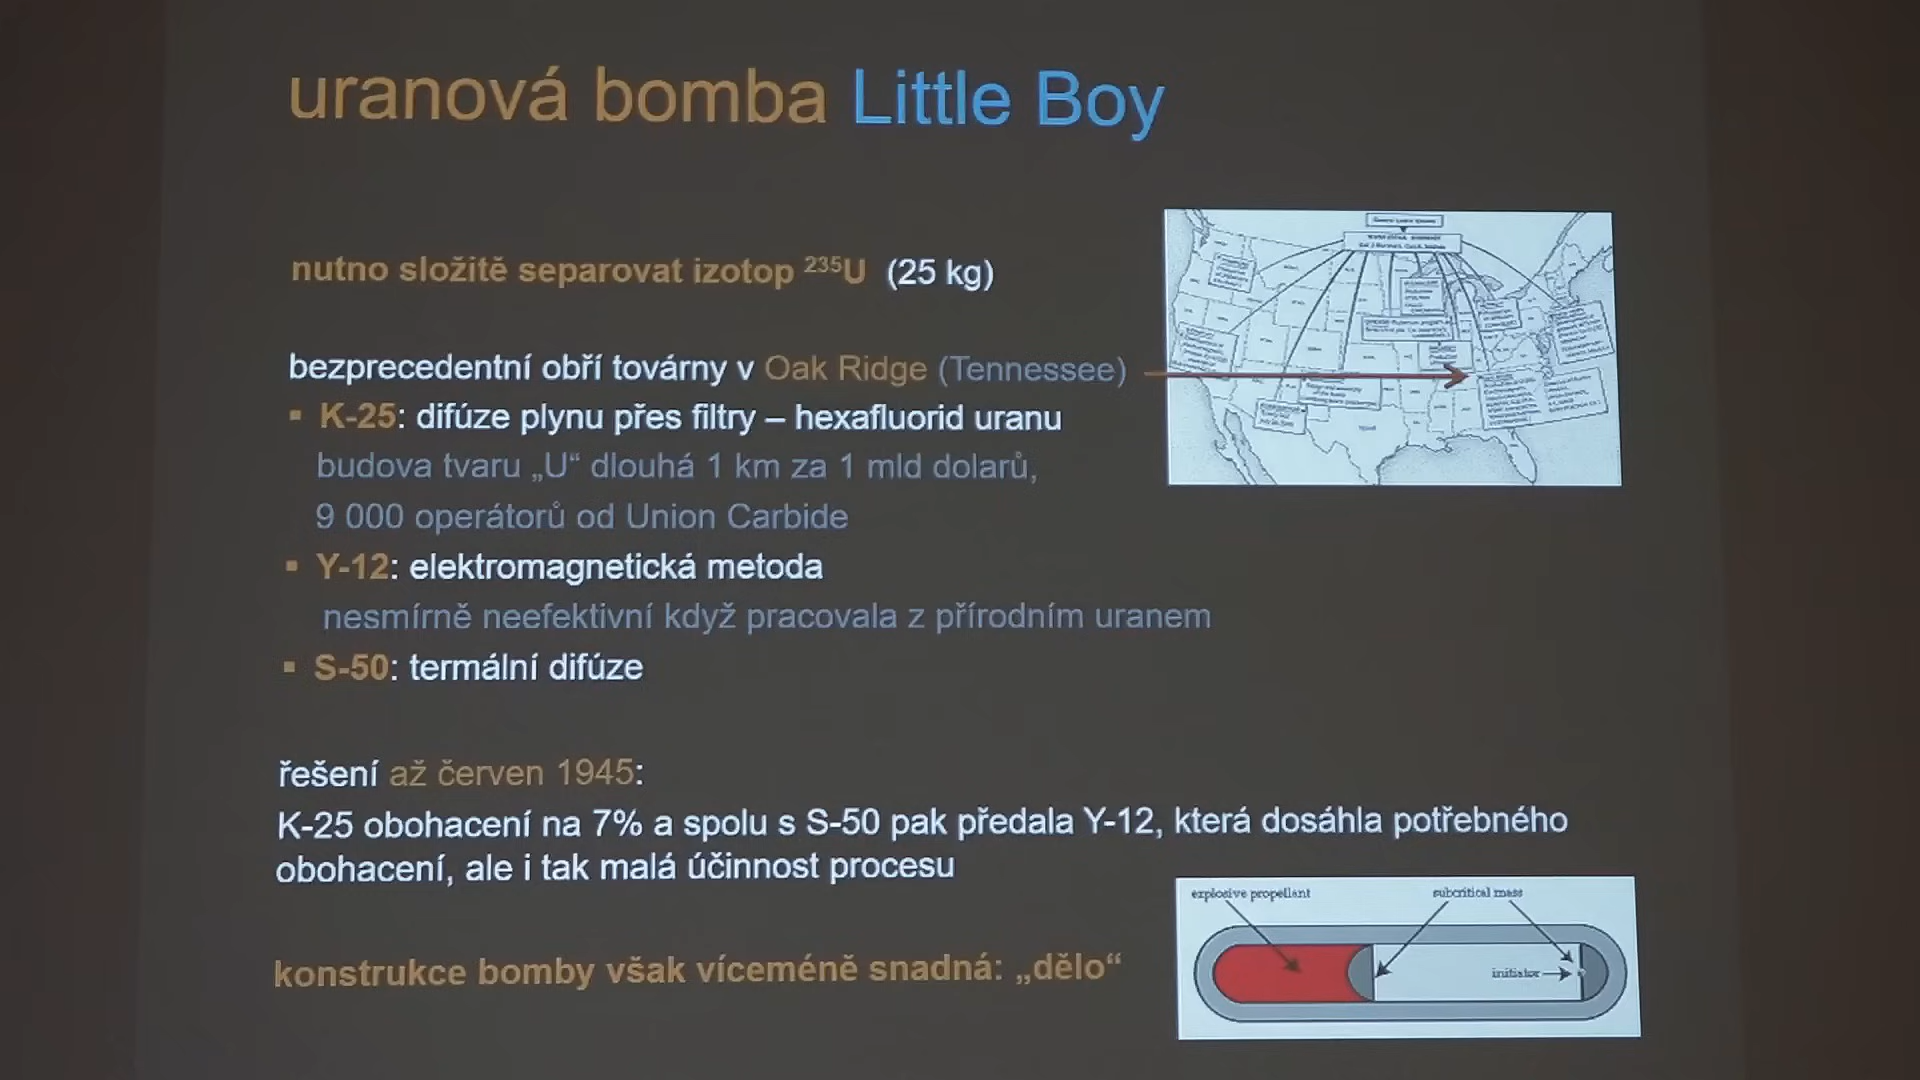 uranová bomba Little Boy
nutno složitě separovat izotop ²³⁵U (25 kg)
bezprecedentní obří továrny v Oak Ridge (Tennessee)
▪ K-25: difúze plynu přes filtry – hexafluorid uranu
budova tvaru „U“ dlouhá 1 km za 1 mld dolarů,
9 000 operátorů od Union Carbide
▪ Y-12: elektromagnetická metoda
nesmírně neefektivní když pracovala z přírodním uranem
▪ S-50: termální difúze
řešení až červen 1945:
K-25 obohacení na 7% a spolu s S-50 pak předala Y-12, která dosáhla potřebného
obohacení, ale i tak malá účinnost procesu
konstrukce bomby však víceméně snadná: „dělo“
explosive propellant
subcritical mass
initiator